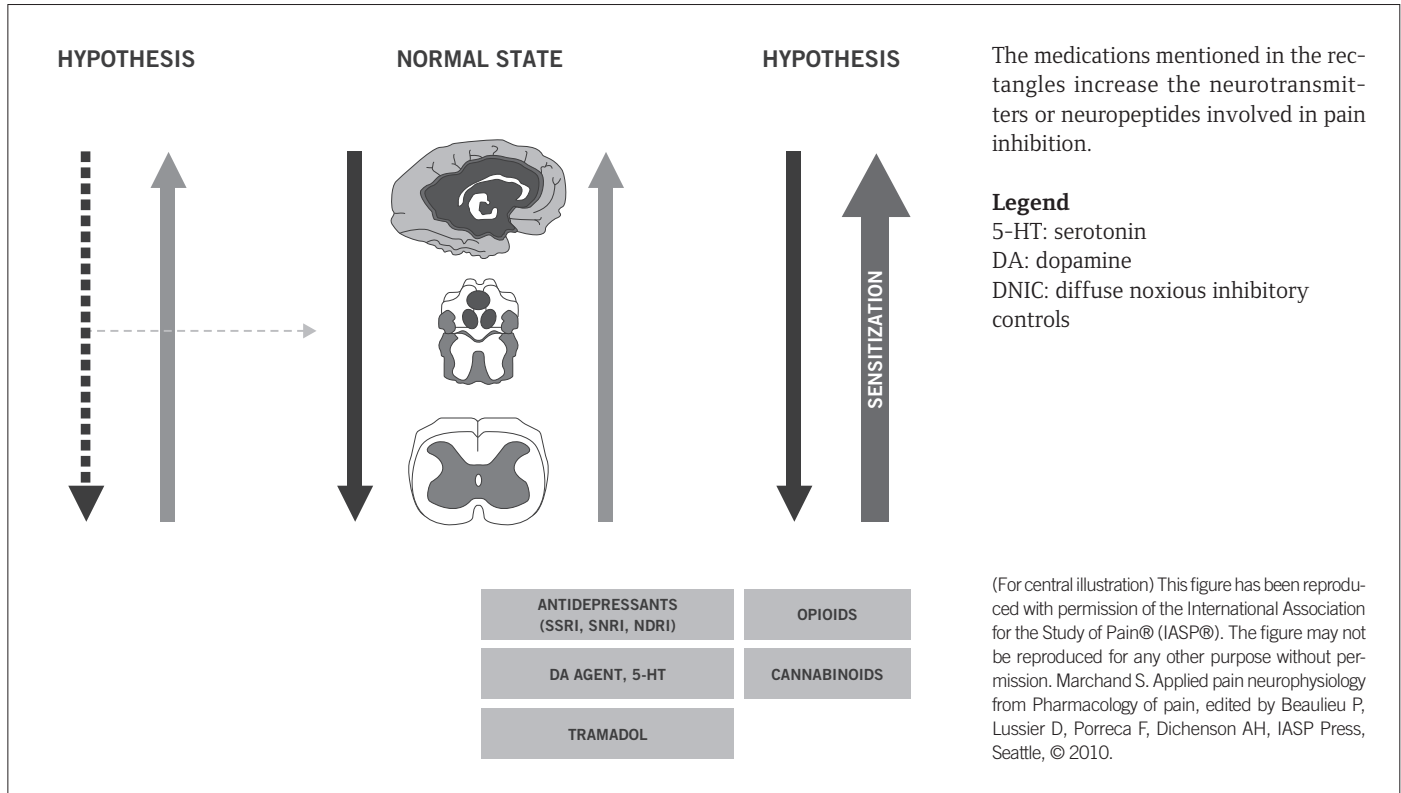 HYPOTHESIS
NORMAL STATE
HYPOTHESIS
SENSITIZATION
ANTIDEPRESSANTS
(SSRI, SNRI, NDRI)
OPIOIDS
DA AGENT, 5-HT
CANNABINOIDS
TRAMADOL
The medications mentioned in the rec-
tangles increase the neurotransmit-
ters or neuropeptides involved in pain
inhibition.
Legend
5-HT: serotonin
DA: dopamine
DNIC: diffuse noxious inhibitory
controls
(For central illustration) This figure has been reprodu-
ced with permission of the International Association
for the Study of Pain® (IASP®). The figure may not
be reproduced for any other purpose without per-
mission. Marchand S. Applied pain neurophysiology
from Pharmacology of pain, edited by Beaulieu P,
Lussier D, Porreca F, Dichenson AH, IASP Press,
Seattle, © 2010.